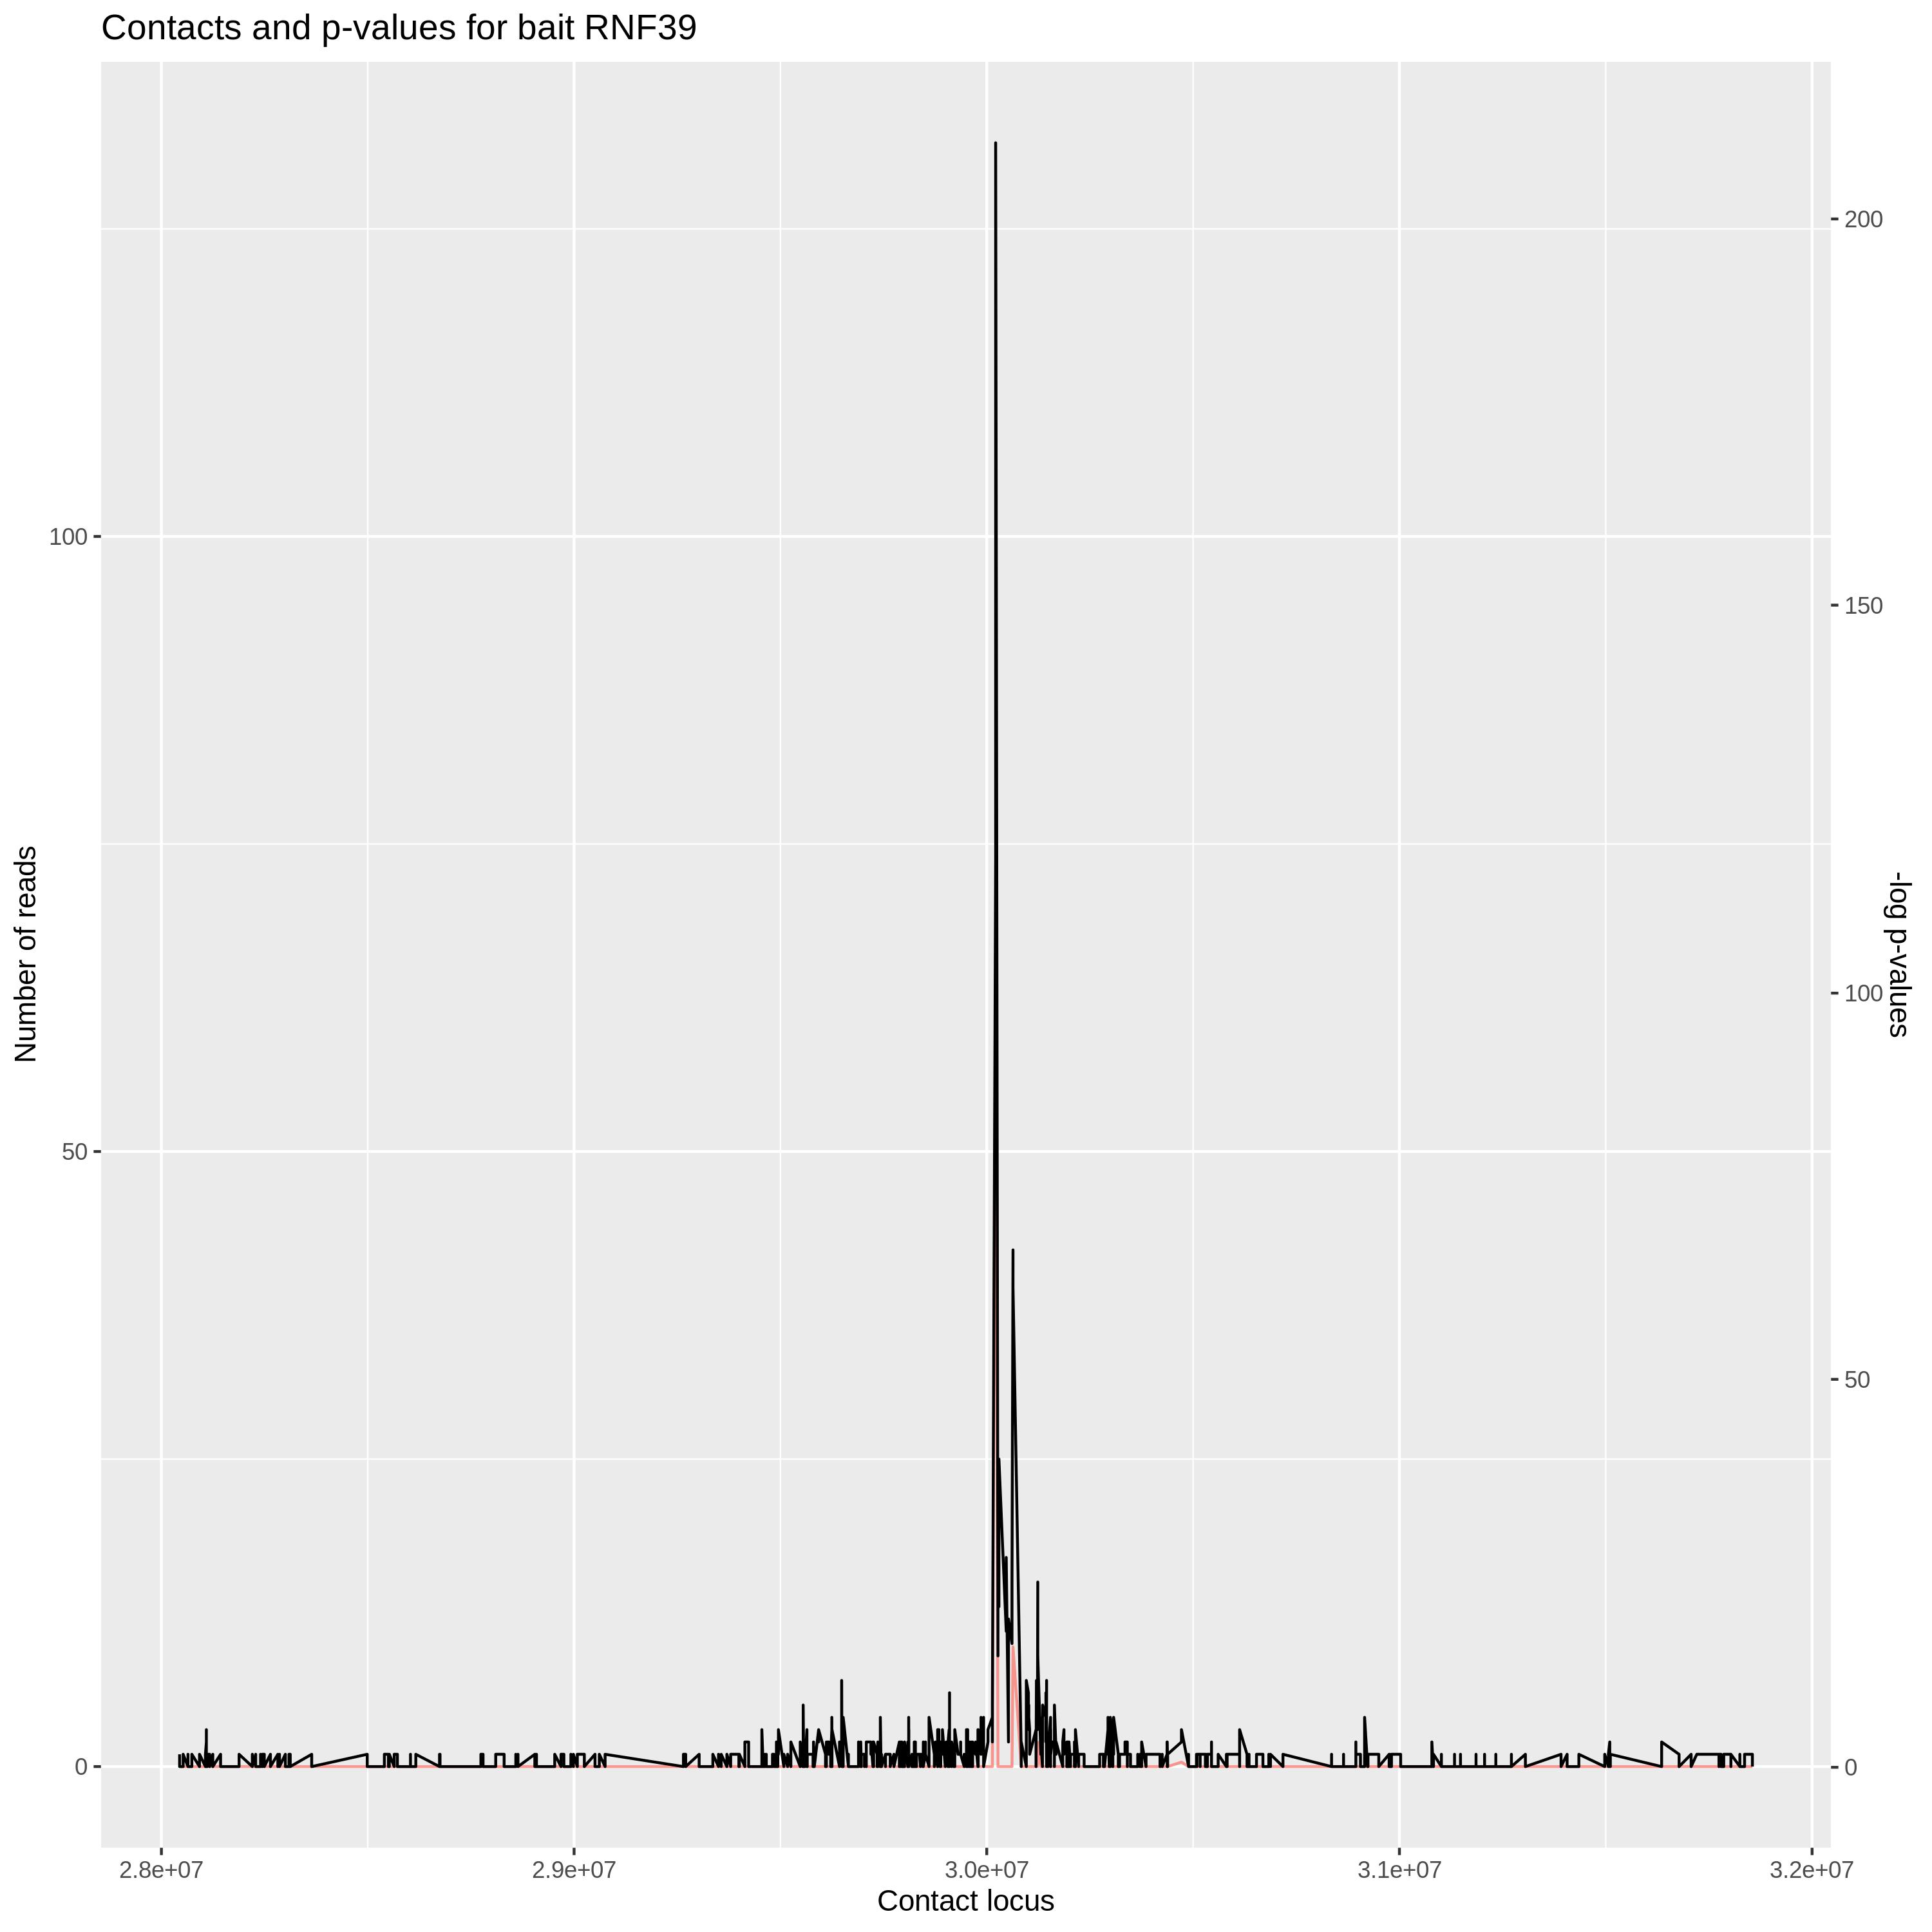 Contacts and p-values for bait RNF39
Number of reads
100
50
0
200
150
100
50
0
-log p-values
2.8e+07
2.9e+07
3.0e+07
3.1e+07
3.2e+07
Contact locus